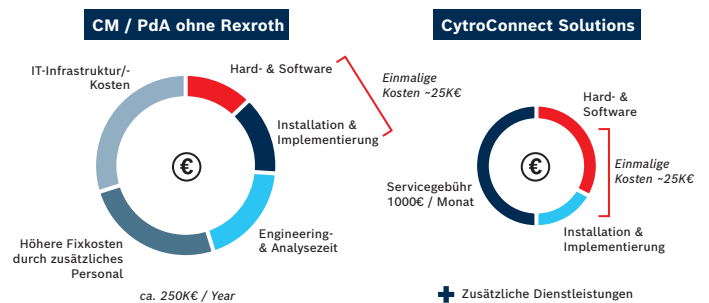 CM / PdA ohne Rexroth
IT-Infrastruktur/-
Kosten
Hard- & Software
Einmalige
Kosten ~25K€
Installation &
Implementierung
€
Engineering-
& Analysezeit
Höhere Fixkosten
durch zusätzliches
Personal
ca. 250K€ / Year
CytroConnect Solutions
Hard- &
Software
Einmalige
Kosten ~25K€
€
Servicegebühr
1000€ / Monat
Installation &
Implementierung
Zusätzliche Dienstleistungen